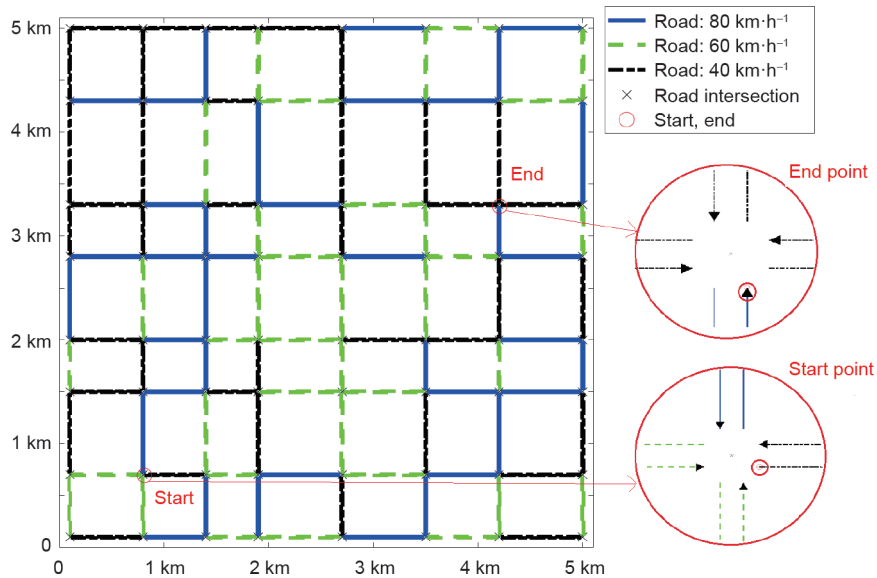 5 km
4 km
3 km
2 km
1 km
0
0
1 km
2 km
3 km
4 km
5 km
Road: 80 km·h⁻¹
Road: 60 km·h⁻¹
Road: 40 km·h⁻¹
Road intersection
Start, end
End
End point
Start point
Start